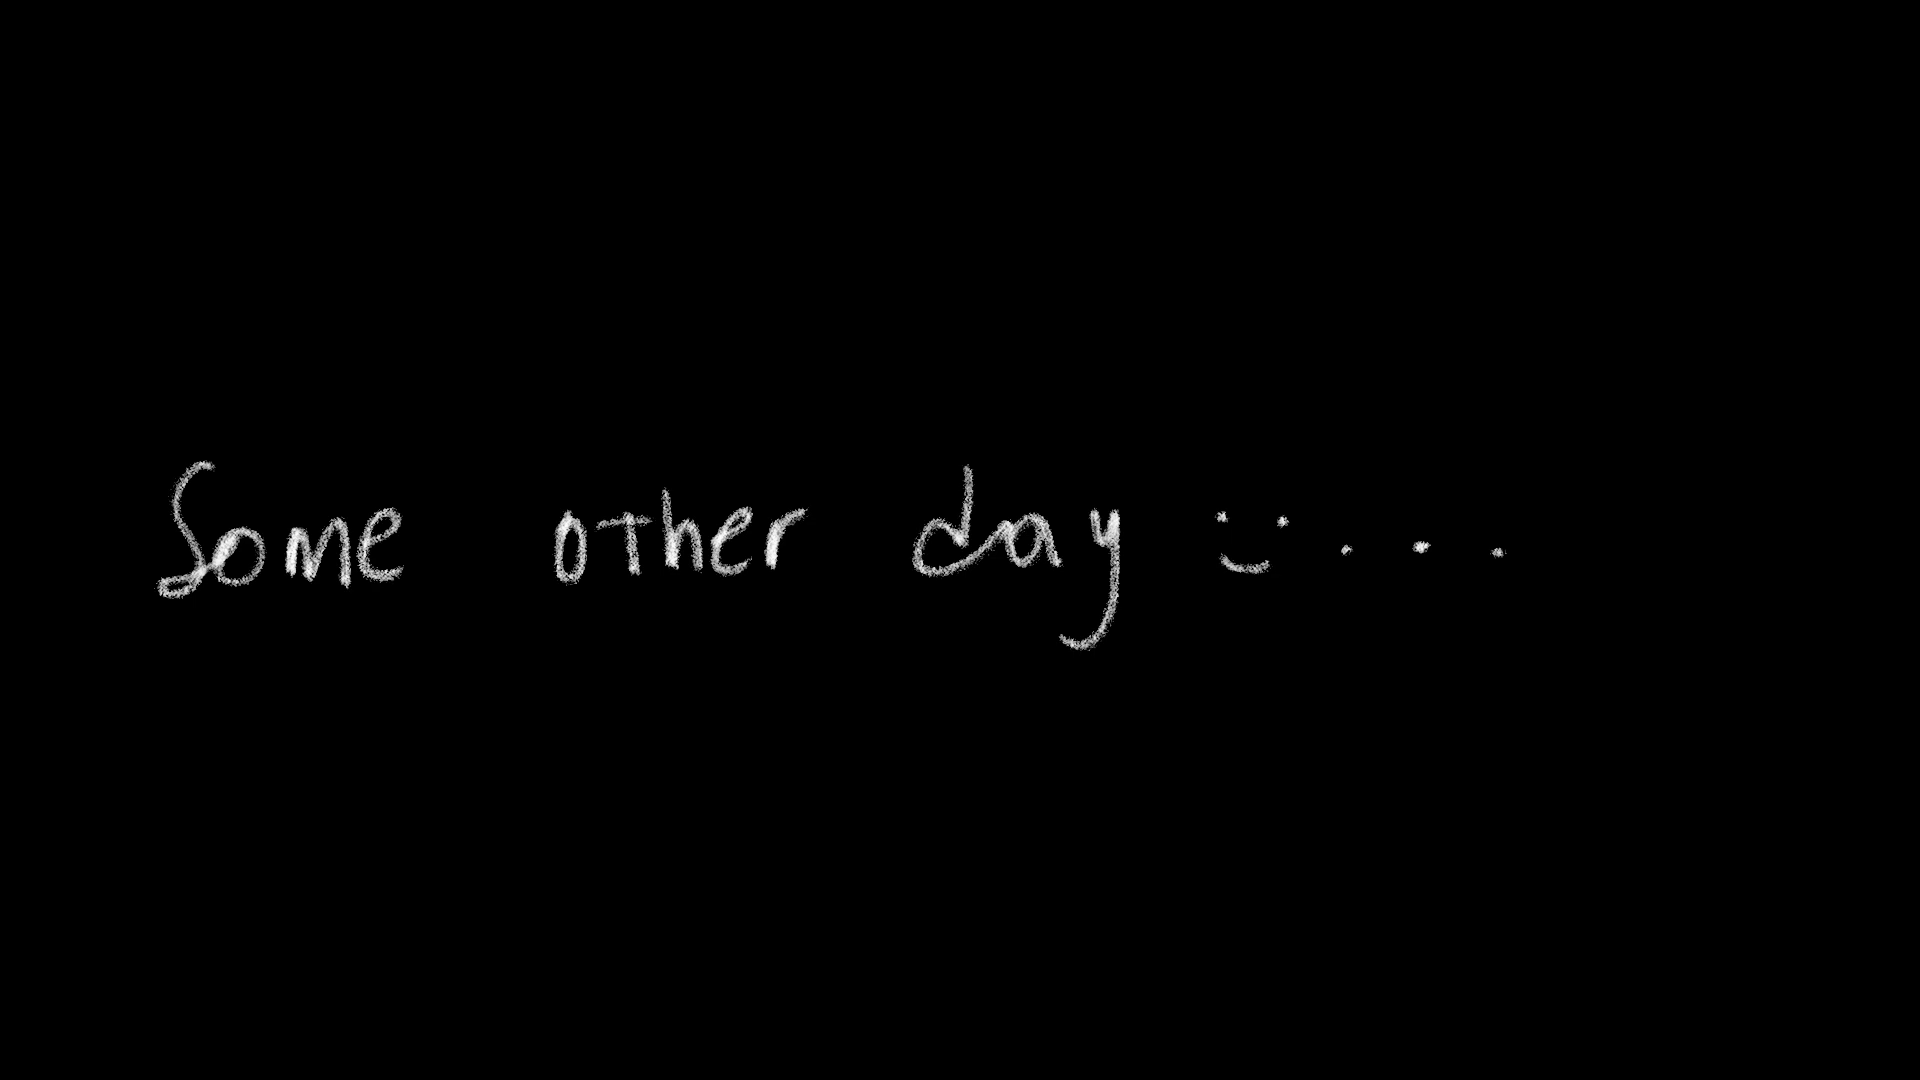 Some other day :) . . .